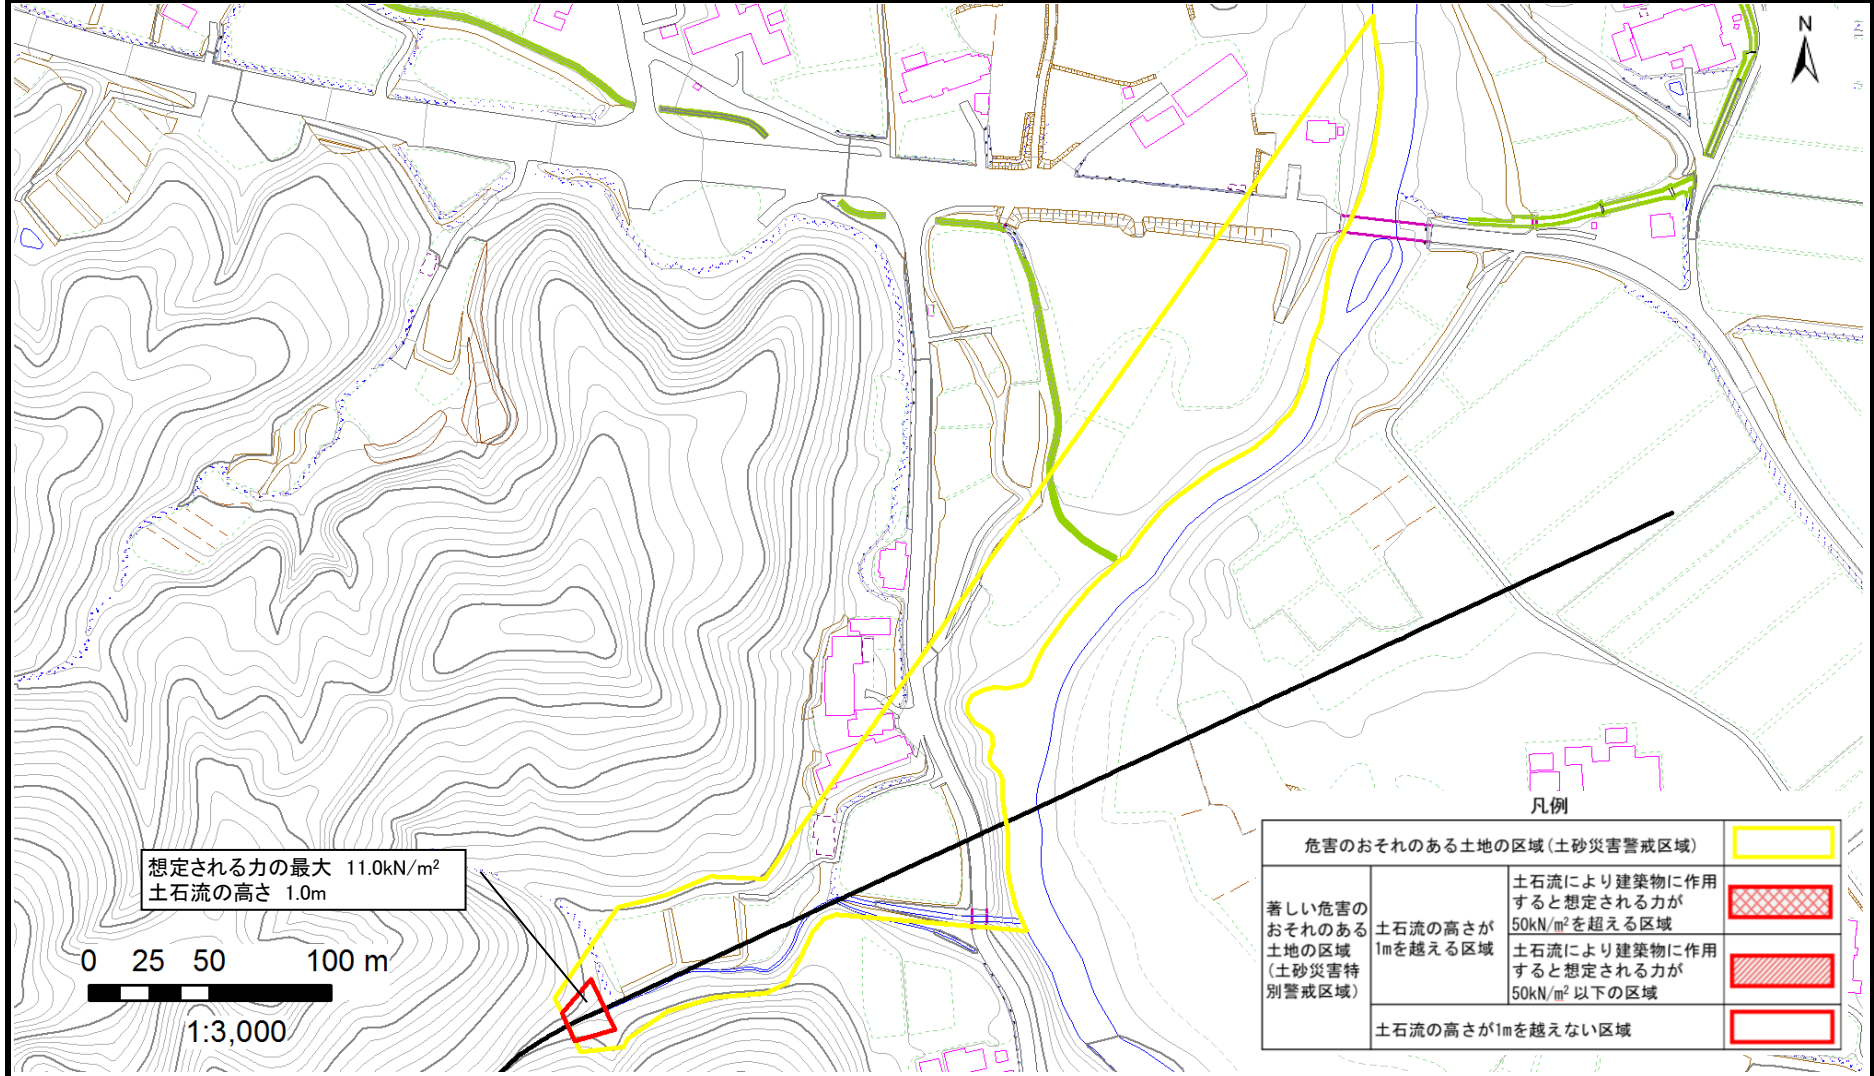 N
想定される力の最大 11.0kN/m²
土石流の高さ 1.0m
0 25 50 100 m
1:3,000
凡例
危害のおそれのある土地の区域(土砂災害警戒区域)
著しい危害の
おそれのある
土地の区域
(土砂災害特
別警戒区域)
土石流の高さが
1mを越える区域
土石流により建築物に作用
すると想定される力が
50kN/m²を超える区域
土石流により建築物に作用
すると想定される力が
50kN/m² 以下の区域
土石流の高さが1mを越えない区域